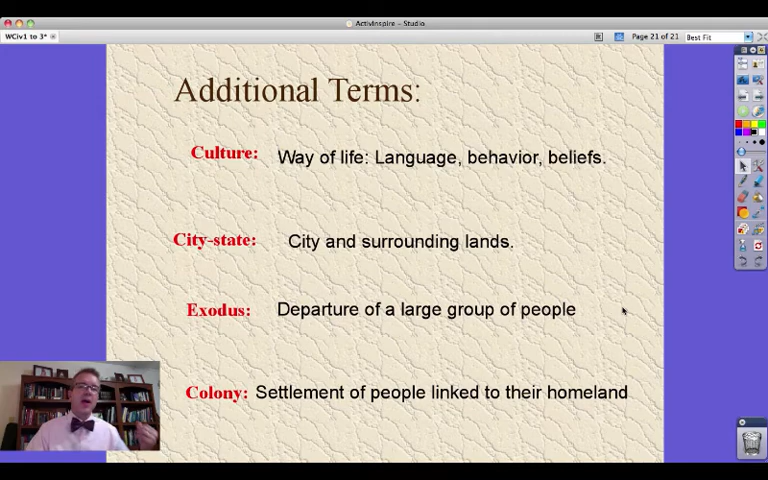 ActivInspire - Studio
WCiv1 to 3*
Page 21 of 21
Best Fit
Additional Terms:
Culture: Way of life: Language, behavior, beliefs.
City-state: City and surrounding lands.
Exodus: Departure of a large group of people
Colony: Settlement of people linked to their homeland